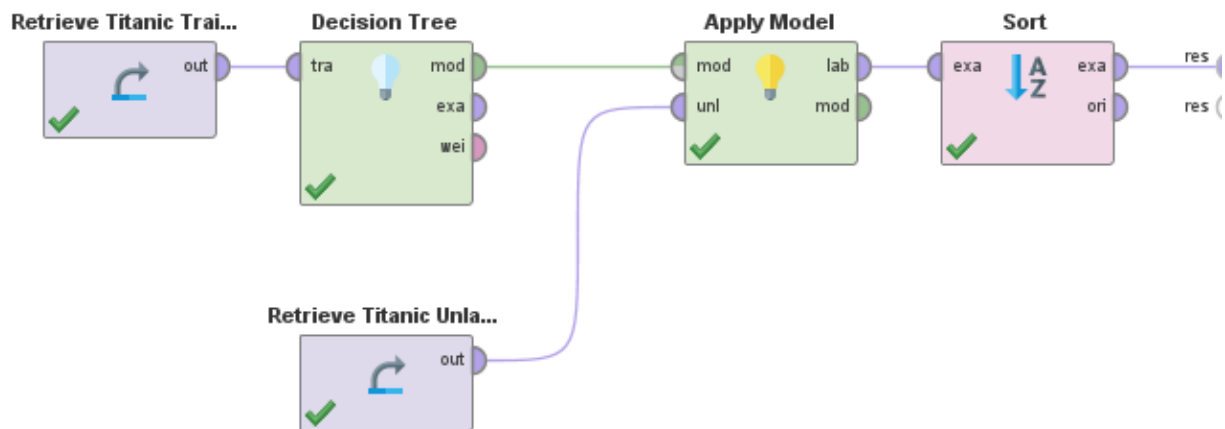 Retrieve Titanic Trai...
out
Decision Tree
tra
mod
exa
wei
Apply Model
mod
unl
lab
mod
Sort
exa
exa
ori
A
Z
res
res
Retrieve Titanic Unla...
out